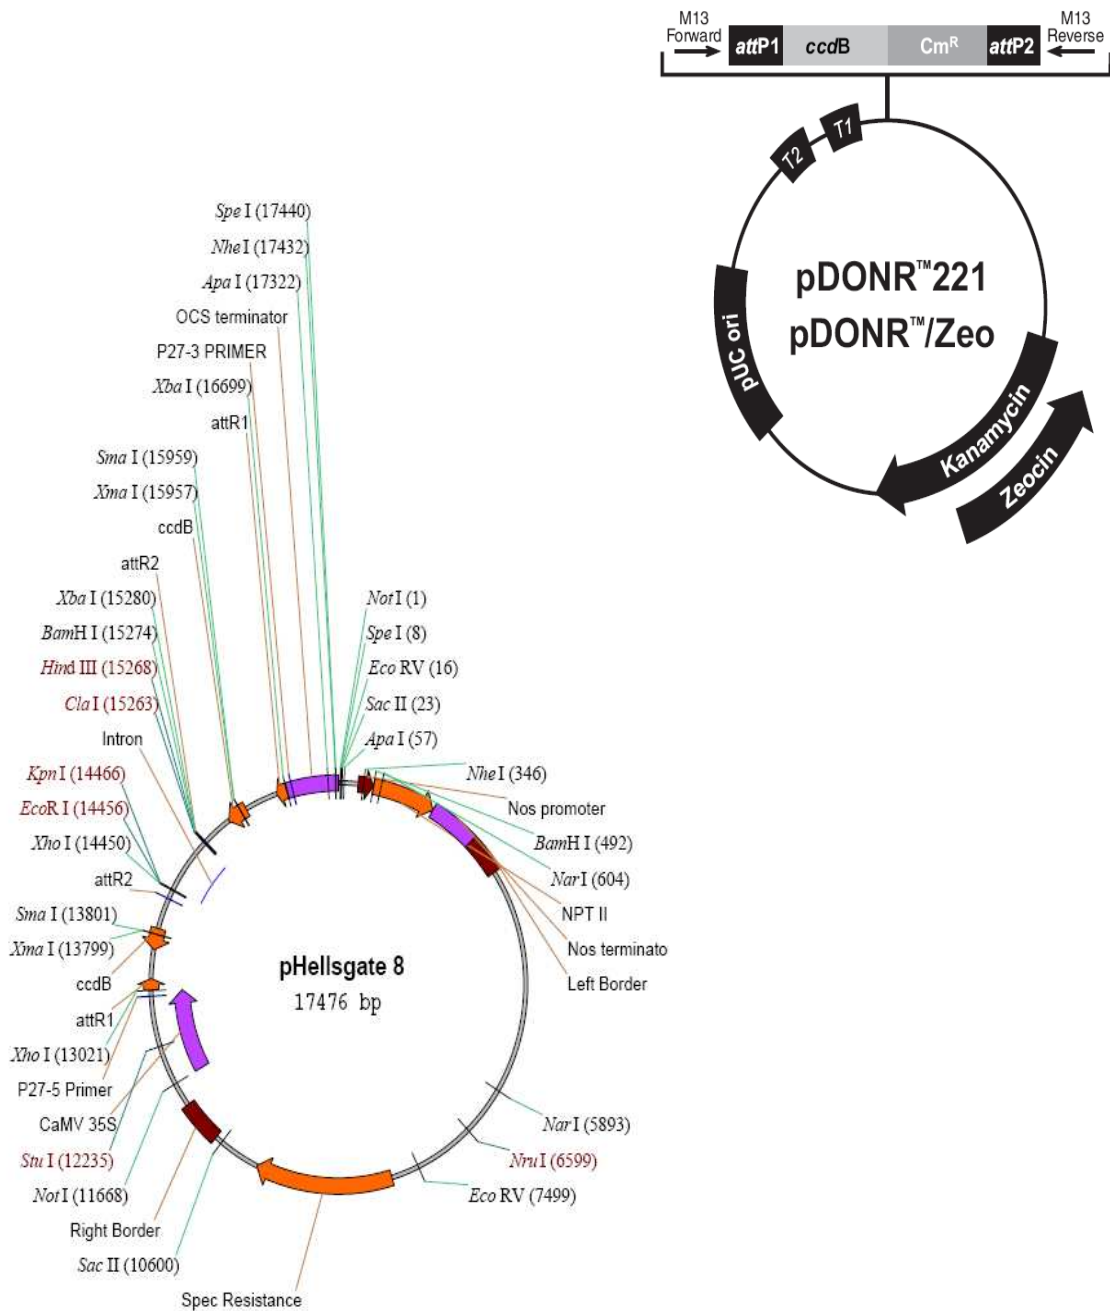 M13
Forward
attP1
ccdB
CmR
attP2
M13
Reverse
T2
T1
pDONR™221
pDONR™/Zeo
pUC ori
Kanamycin
Zeocin
Spe I (17440)
Nhe I (17432)
Apa I (17322)
OCS terminator
P27-3 PRIMER
Xba I (16699)
attR1
Sma I (15959)
Xma I (15957)
ccdB
attR2
Xba I (15280)
BamH I (15274)
Hind III (15268)
Cla I (15263)
Intron
Kpn I (14466)
EcoR I (14456)
Xho I (14450)
attR2
Sma I (13801)
Xma I (13799)
ccdB
attR1
Xho I (13021)
P27-5 Primer
CaMV 35S
Stu I (12235)
Not I (11668)
Right Border
Sac II (10600)
Spec Resistance
Not I (1)
Spe I (8)
Eco RV (16)
Sac II (23)
Apa I (57)
Nhe I (346)
Nos promoter
BamH I (492)
Nar I (604)
NPT II
Nos terminato
Left Border
pHellsgate 8
17476 bp
Nar I (5893)
Nru I (6599)
Eco RV (7499)